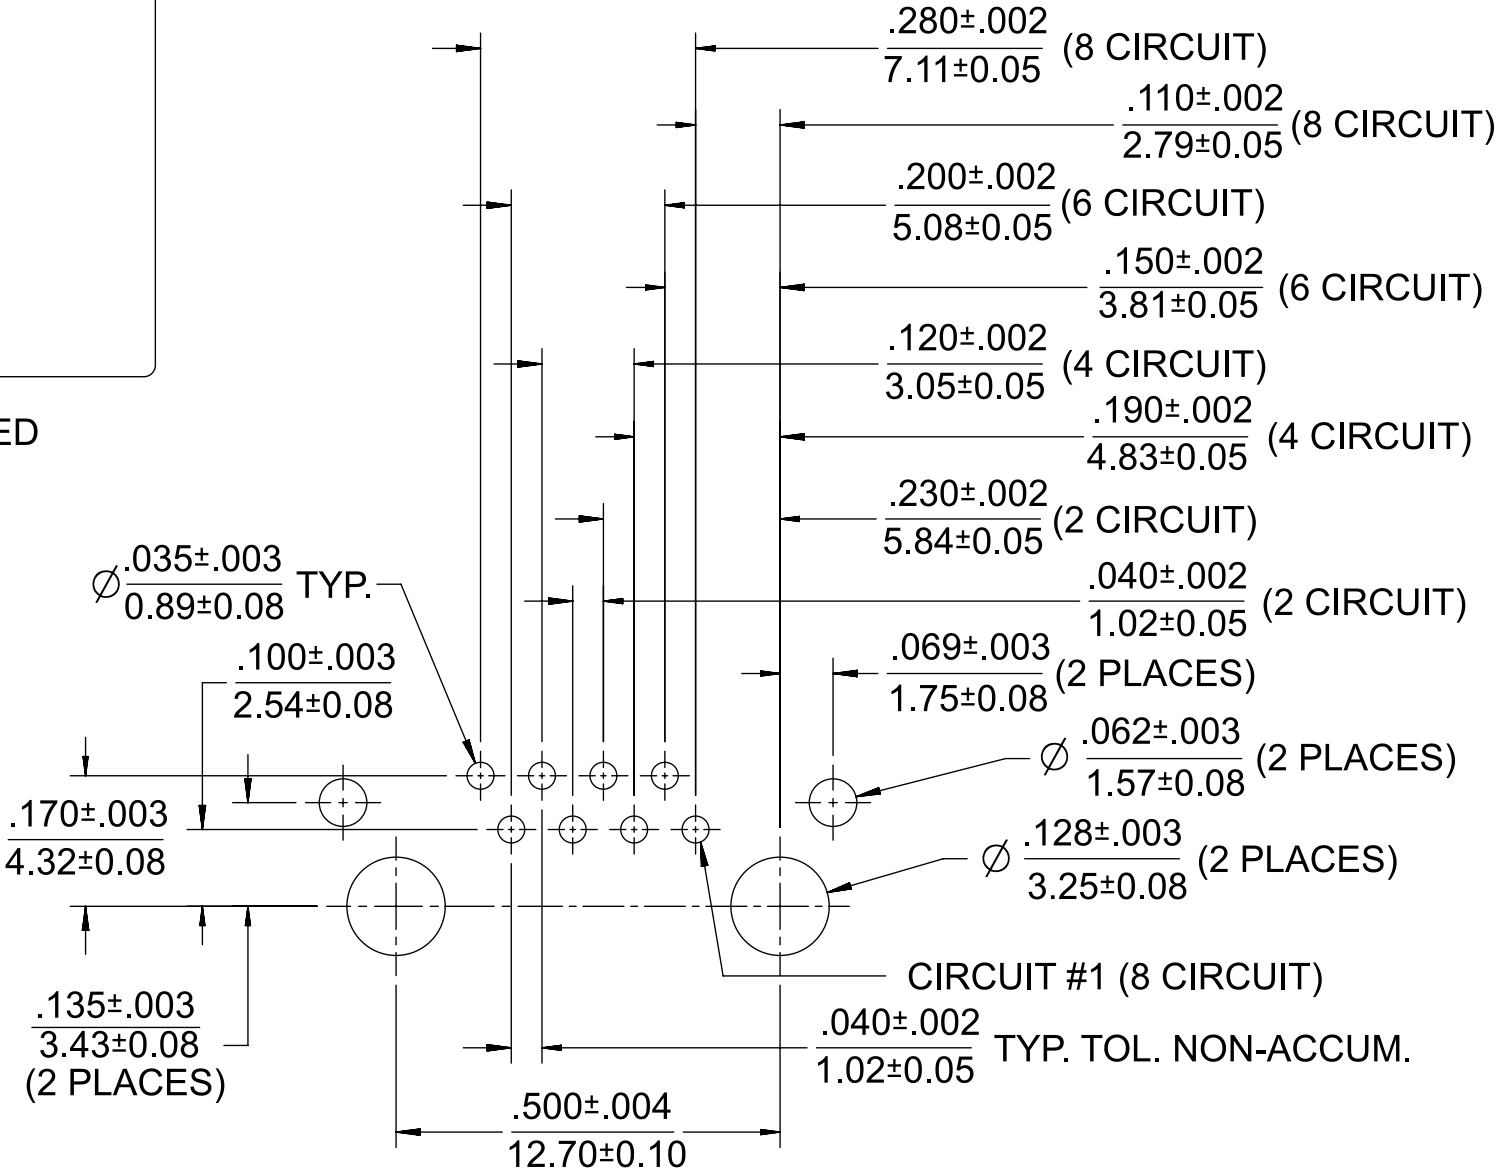 .280±.002
7.11±0.05 (8 CIRCUIT)
.110±.002
2.79±0.05 (8 CIRCUIT)
.200±.002
5.08±0.05 (6 CIRCUIT)
.150±.002
3.81±0.05 (6 CIRCUIT)
.120±.002
3.05±0.05 (4 CIRCUIT)
.190±.002
4.83±0.05 (4 CIRCUIT)
ED
.230±.002
5.84±0.05 (2 CIRCUIT)
Ø .035±.003
0.89±0.08 TYP.
.040±.002
1.02±0.05 (2 CIRCUIT)
.100±.003
2.54±0.08
.069±.003
1.75±0.08 (2 PLACES)
Ø .062±.003
1.57±0.08 (2 PLACES)
.170±.003
4.32±0.08
Ø .128±.003
3.25±0.08 (2 PLACES)
CIRCUIT #1 (8 CIRCUIT)
.135±.003
3.43±0.08
(2 PLACES)
.040±.002
1.02±0.05 TYP. TOL. NON-ACCUM.
.500±.004
12.70±0.10